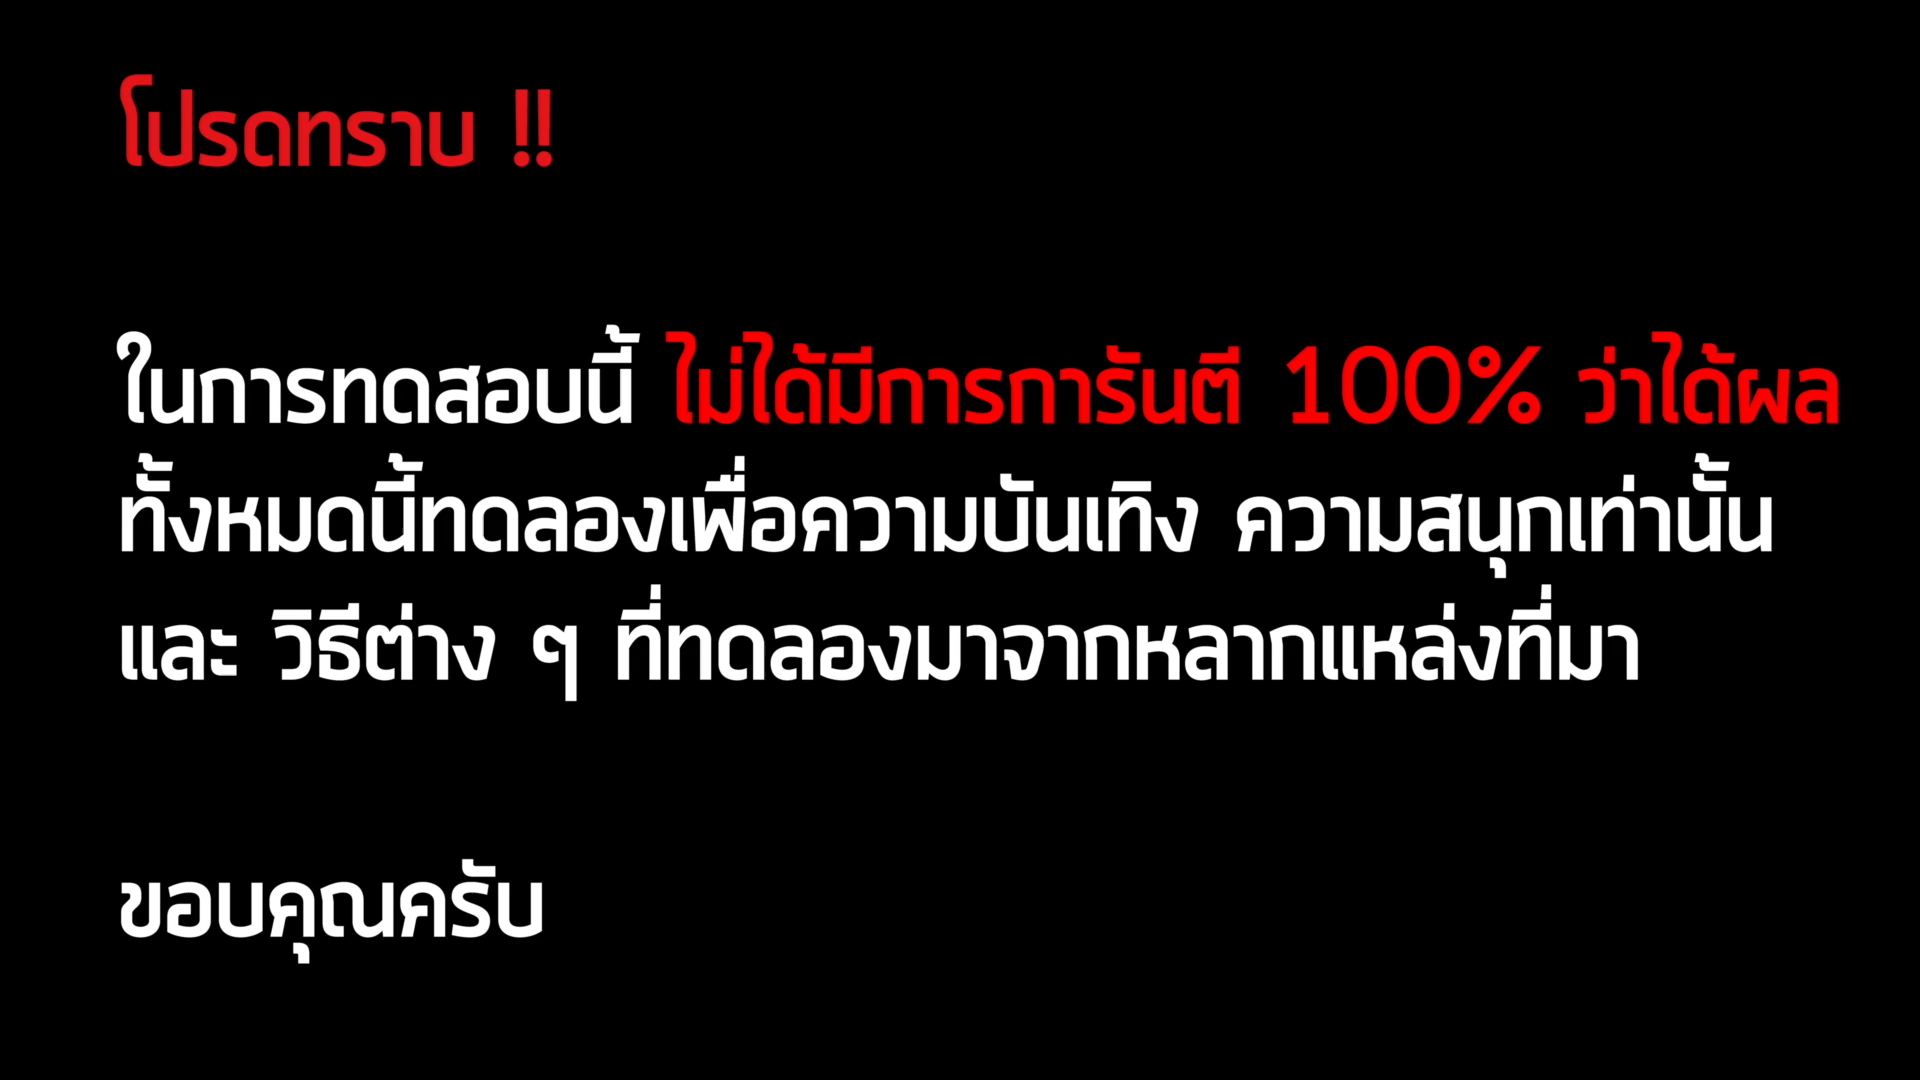 โปรดทราบ !!
ในการทดสอบนี้ ไม่ได้มีการการันตี 100% ว่าได้ผล
ทั้งหมดนี้ทดลองเพื่อความบันเทิง ความสนุกเท่านั้น
และ วิธีต่าง ๆ ที่ทดลองมาจากหลากแหล่งที่มา
ขอบคุณครับ